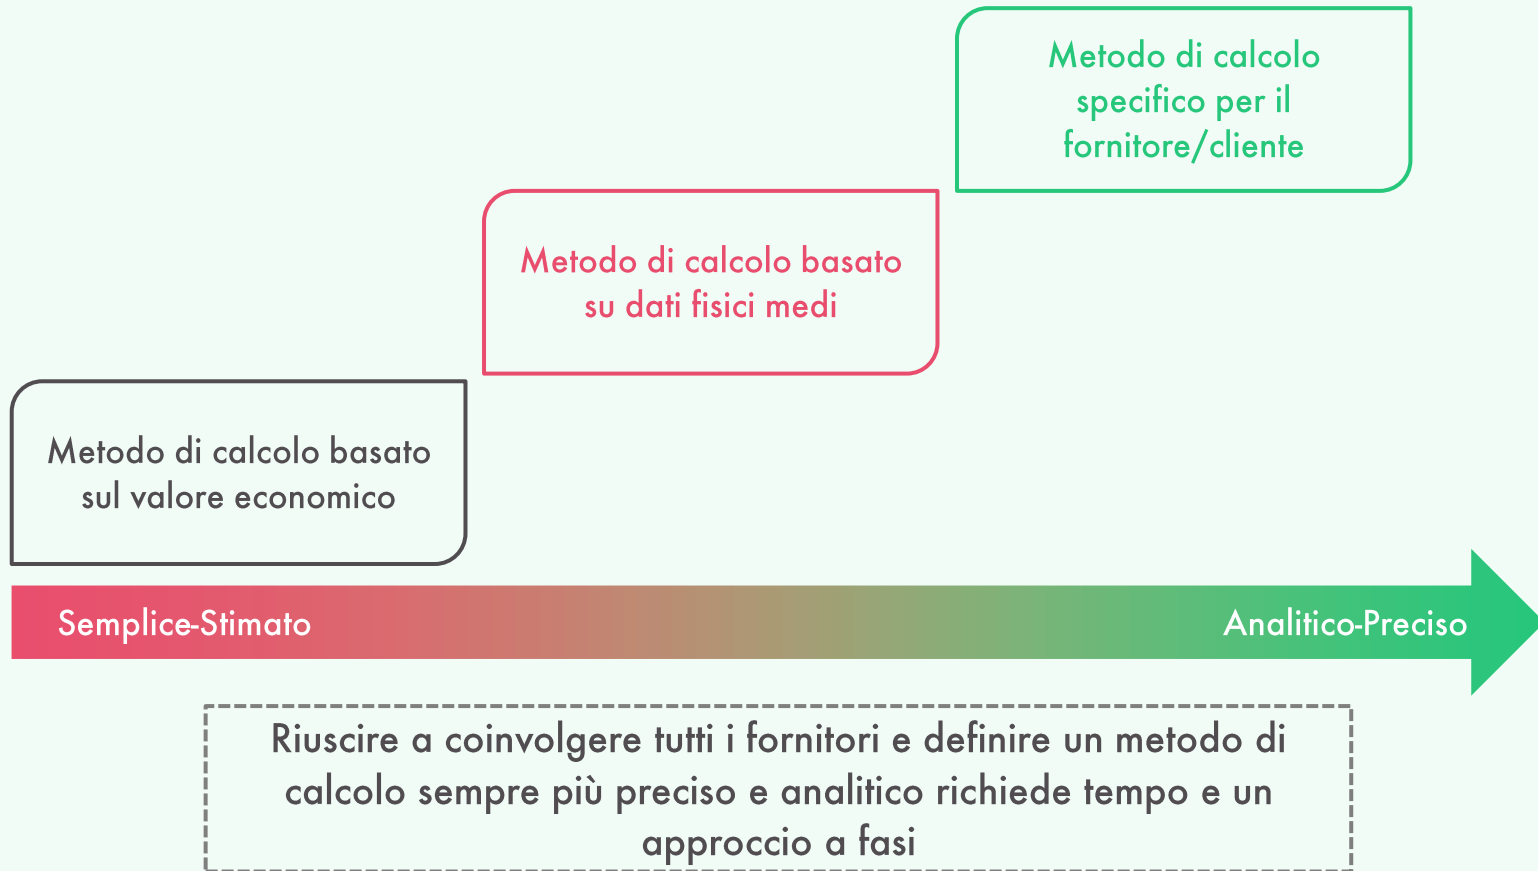 Metodo di calcolo
specifico per il
fornitore/cliente
Metodo di calcolo basato
su dati fisici medi
Metodo di calcolo basato
sul valore economico
Semplice-Stimato
Analitico-Preciso
Riuscire a coinvolgere tutti i fornitori e definire un metodo di
calcolo sempre più preciso e analitico richiede tempo e un
approccio a fasi